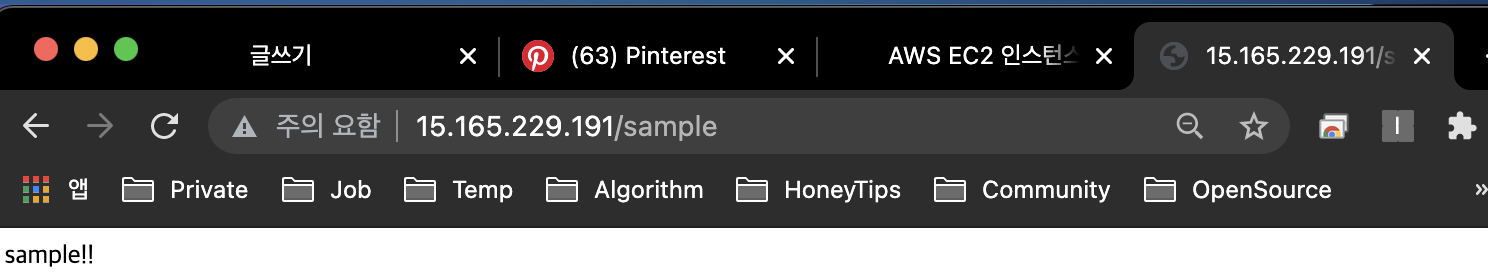 글쓰기 (63) Pinterest AWS EC2 인스턴스 15.165.229.191/s
주의 요함 15.165.229.191/sample
앱 Private Job Temp Algorithm HoneyTips Community OpenSource »
sample!!